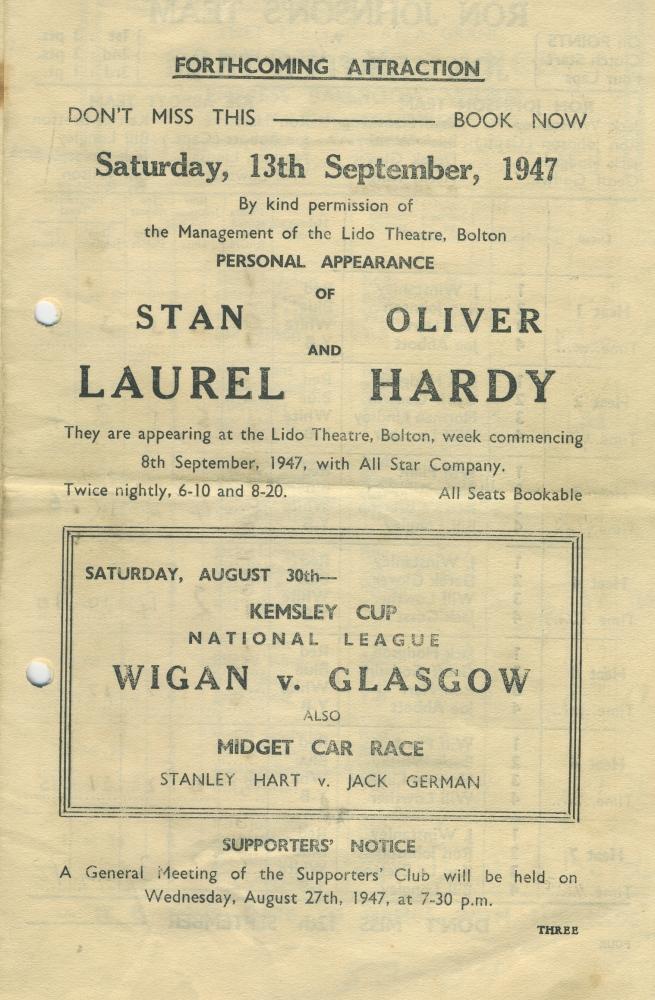 FORTHCOMING ATTRACTION
DON'T MISS THIS ———— BOOK NOW
Saturday, 13th September, 1947
By kind permission of
the Management of the Lido Theatre, Bolton
PERSONAL APPEARANCE
OF
STAN OLIVER
AND
LAUREL HARDY
They are appearing at the Lido Theatre, Bolton, week commencing
8th September, 1947, with All Star Company.
Twice nightly, 6-10 and 8-20. All Seats Bookable
SATURDAY, AUGUST 30th—
KEMSLEY CUP
NATIONAL LEAGUE
WIGAN v. GLASGOW
ALSO
MIDGET CAR RACE
STANLEY HART v. JACK GERMAN
SUPPORTERS' NOTICE
A General Meeting of the Supporters' Club will be held on
Wednesday, August 27th, 1947, at 7-30 p.m.
THREE